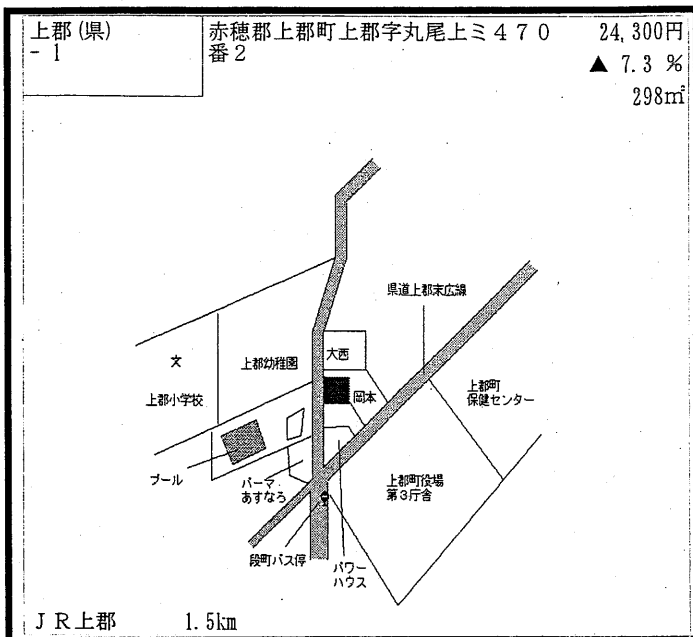 上郡(県)
- 1
赤穂郡上郡町上郡字丸尾上ミ470
番2
24,300円
▲ 7.3 %
298㎡
県道上郡末広線
大西
上郡幼稚園
文
岡本
上郡町
保健センター
上郡小学校
プール
パーマ
あすなろ
上郡町役場
第3庁舎
段町バス停
パワー
ハウス
JR上郡 1.5km